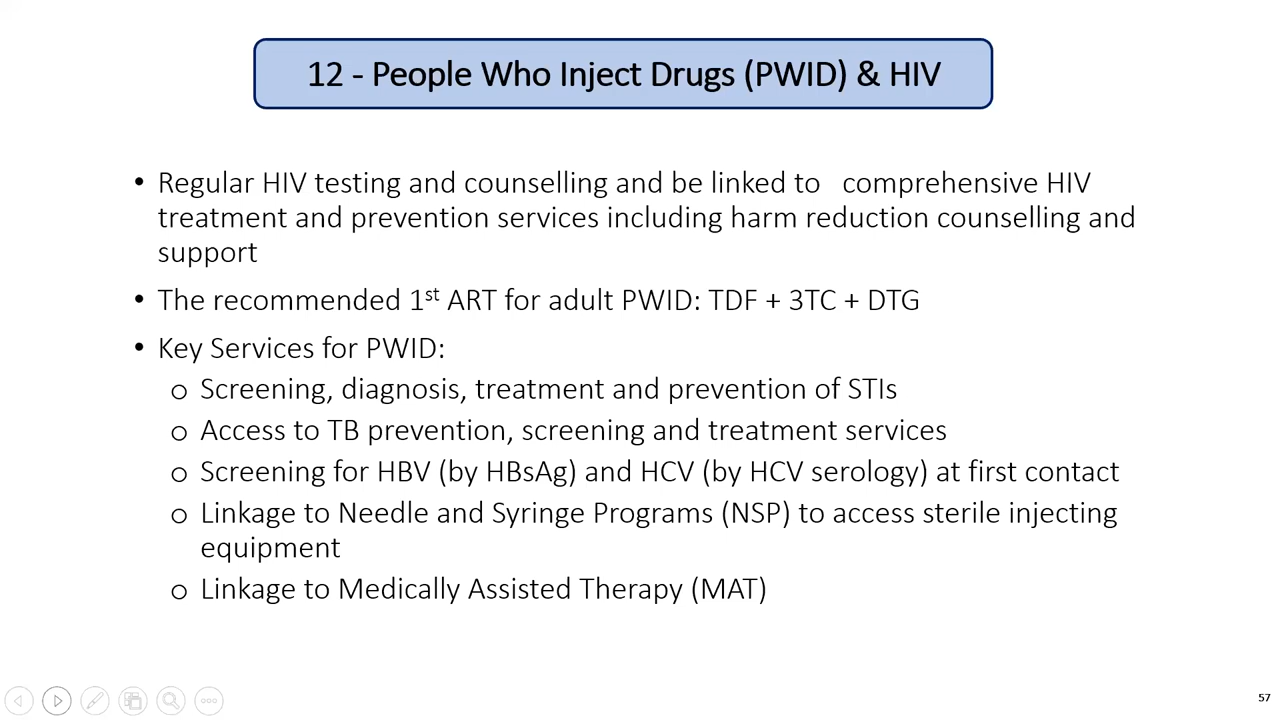 12 - People Who Inject Drugs (PWID) & HIV
• Regular HIV testing and counselling and be linked to   comprehensive HIV
treatment and prevention services including harm reduction counselling and
support
• The recommended 1st ART for adult PWID: TDF + 3TC + DTG
• Key Services for PWID:
o Screening, diagnosis, treatment and prevention of STIs
o Access to TB prevention, screening and treatment services
o Screening for HBV (by HBsAg) and HCV (by HCV serology) at first contact
o Linkage to Needle and Syringe Programs (NSP) to access sterile injecting
equipment
o Linkage to Medically Assisted Therapy (MAT)
57